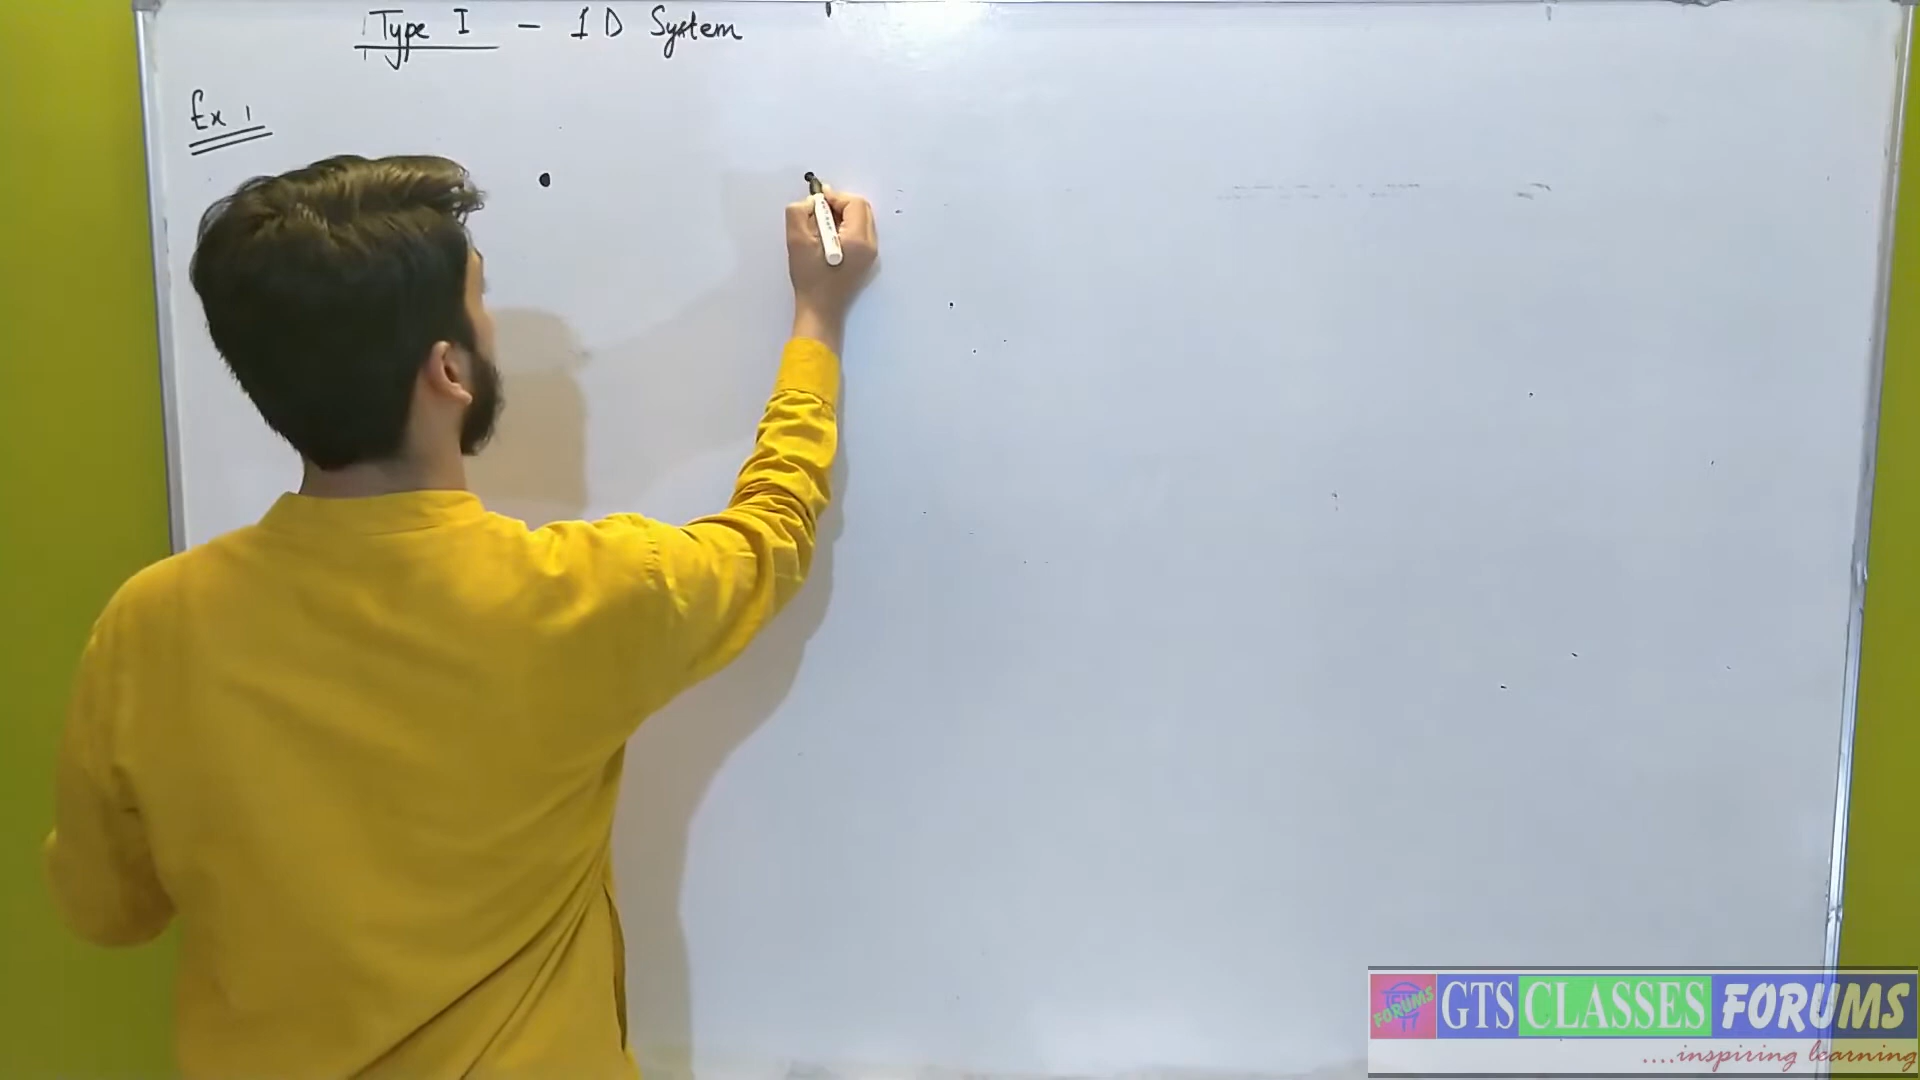 Type I - 1 D System
Ex 1
FORUMS GTS CLASSES FORUMS
....inspiring learning